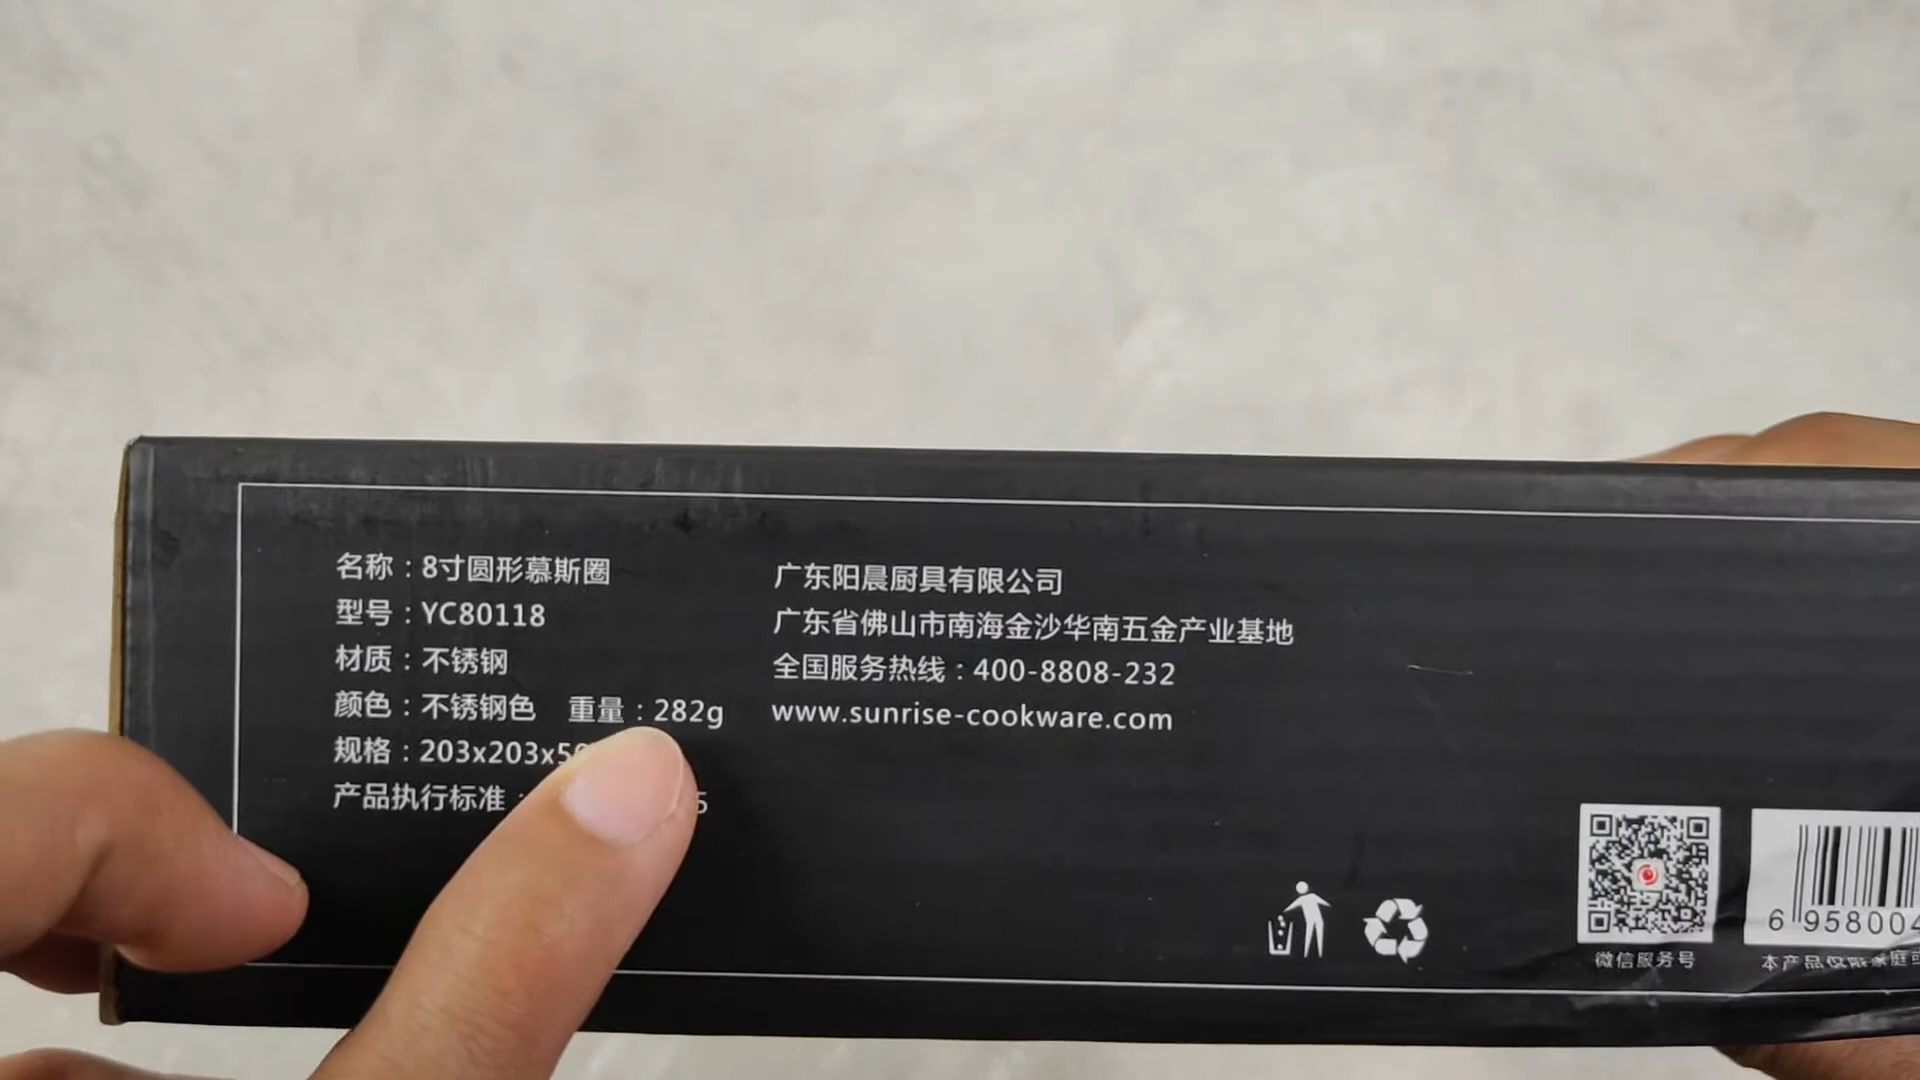 名称：8寸圆形慕斯圈
型号：YC80118
材质：不锈钢
颜色：不锈钢色 重量：282g
规格：203x203x5
产品执行标准：
广东阳晨厨具有限公司
广东省佛山市南海金沙华南五金产业基地
全国服务热线：400-8808-232
www.sunrise-cookware.com
微信服务号
6 958004
本产品仅限家庭